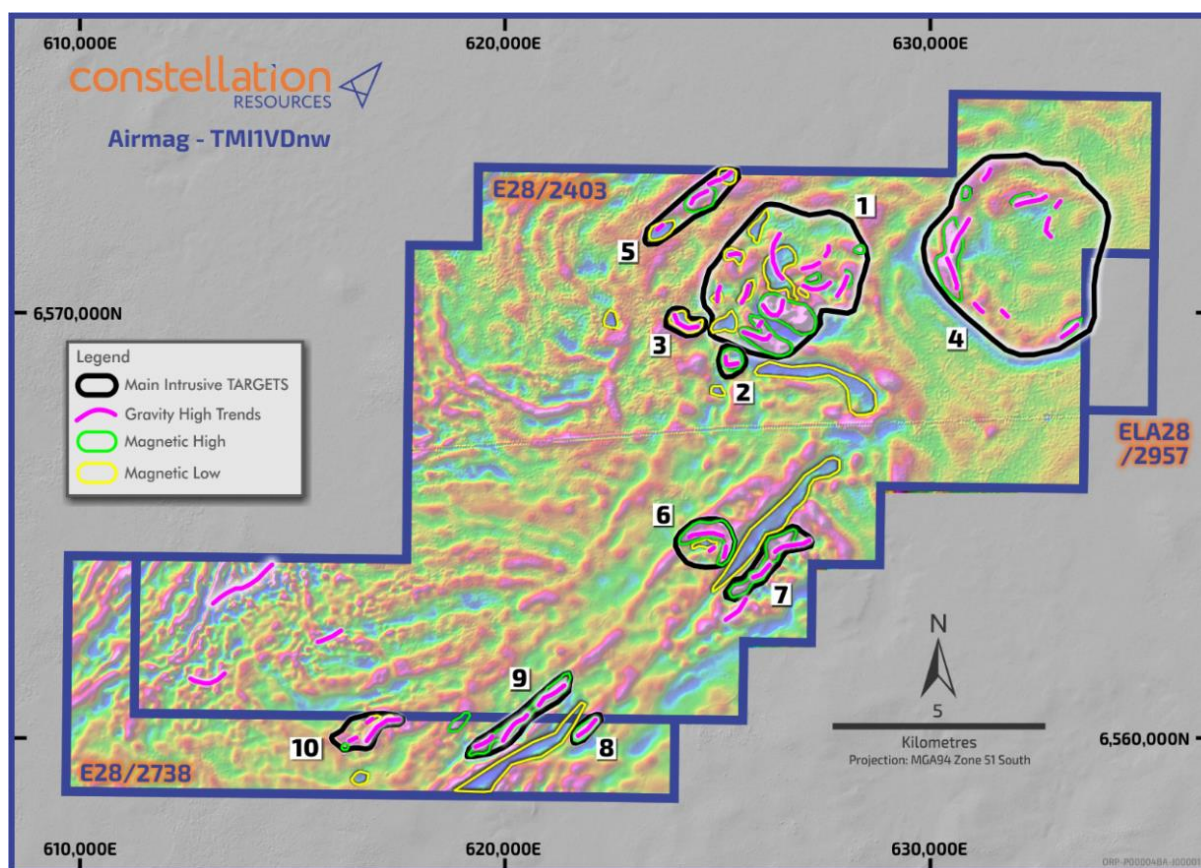 610,000E
620,000E
630,000E
constellation
RESOURCES
Airmag - TMI1VDnw
E28/2403
1
5
6,570,000N
3
4
2
Legend
Main Intrusive TARGETS
Gravity High Trends
Magnetic High
Magnetic Low
ELA28
/2957
6
7
N
9
5
10
8
Kilometres
6,560,000N
Projection: MGA94 Zone 51 South
E28/2738
610,000E
620,000E
630,000E